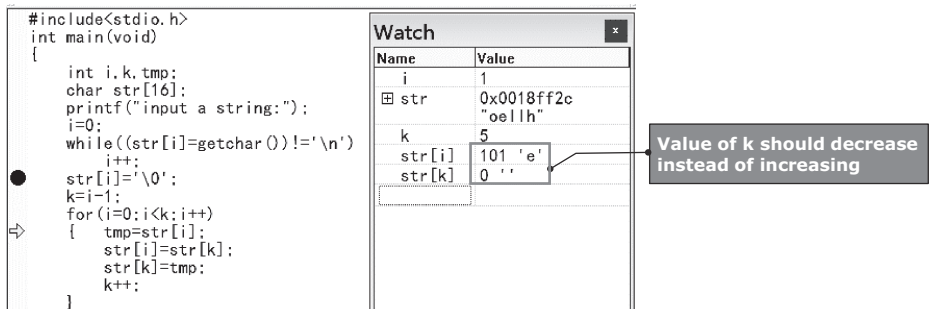 #include<stdio.h>
int main(void)
{
int i,k,tmp;
char str[16];
printf("input a string:");
i=0;
while((str[i]=getchar())!='\n')
i++;
str[i]='\0';
k=i-1;
for(i=0;i<k;i++)
{ tmp=str[i];
str[i]=str[k];
str[k]=tmp;
k++;
}
Watch
x
Name Value
i 1
str 0x0018ff2c
"oellh"
k 5
str[i] 101 'e'
str[k] 0 ''
Value of k should decrease
instead of increasing